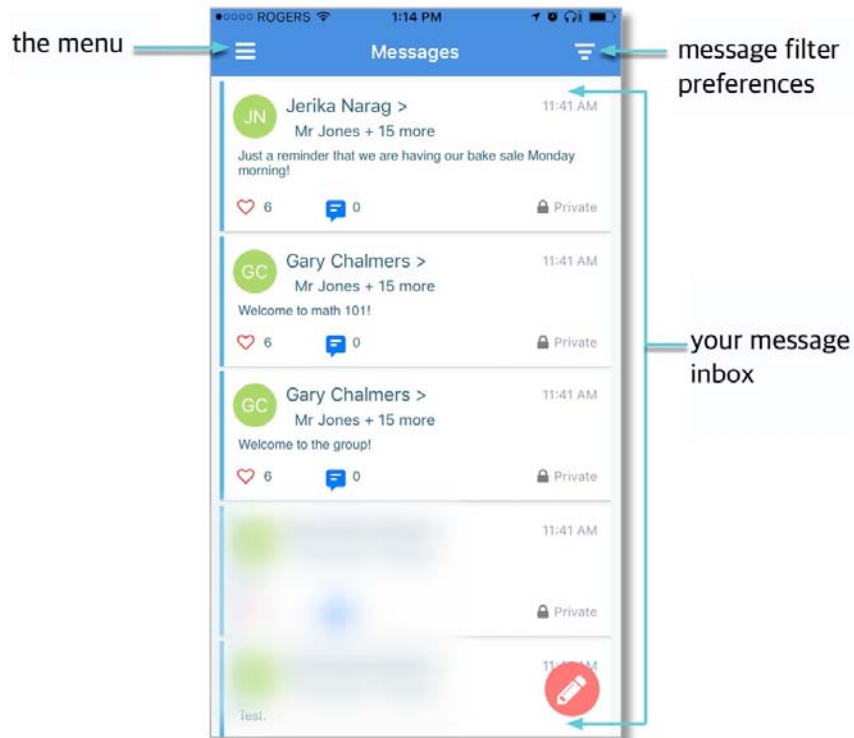 ROGERS 1:14 PM
the menu
Messages
message filter
preferences
JN Jerika Narag > 11:41 AM
Mr Jones + 15 more
Just a reminder that we are having our bake sale Monday
morning!
6 0 Private
GC Gary Chalmers > 11:41 AM
Mr Jones + 15 more
Welcome to math 101!
6 0 Private
your message
inbox
GC Gary Chalmers > 11:41 AM
Mr Jones + 15 more
Welcome to the group!
6 0 Private
11:41 AM
Private
Test.